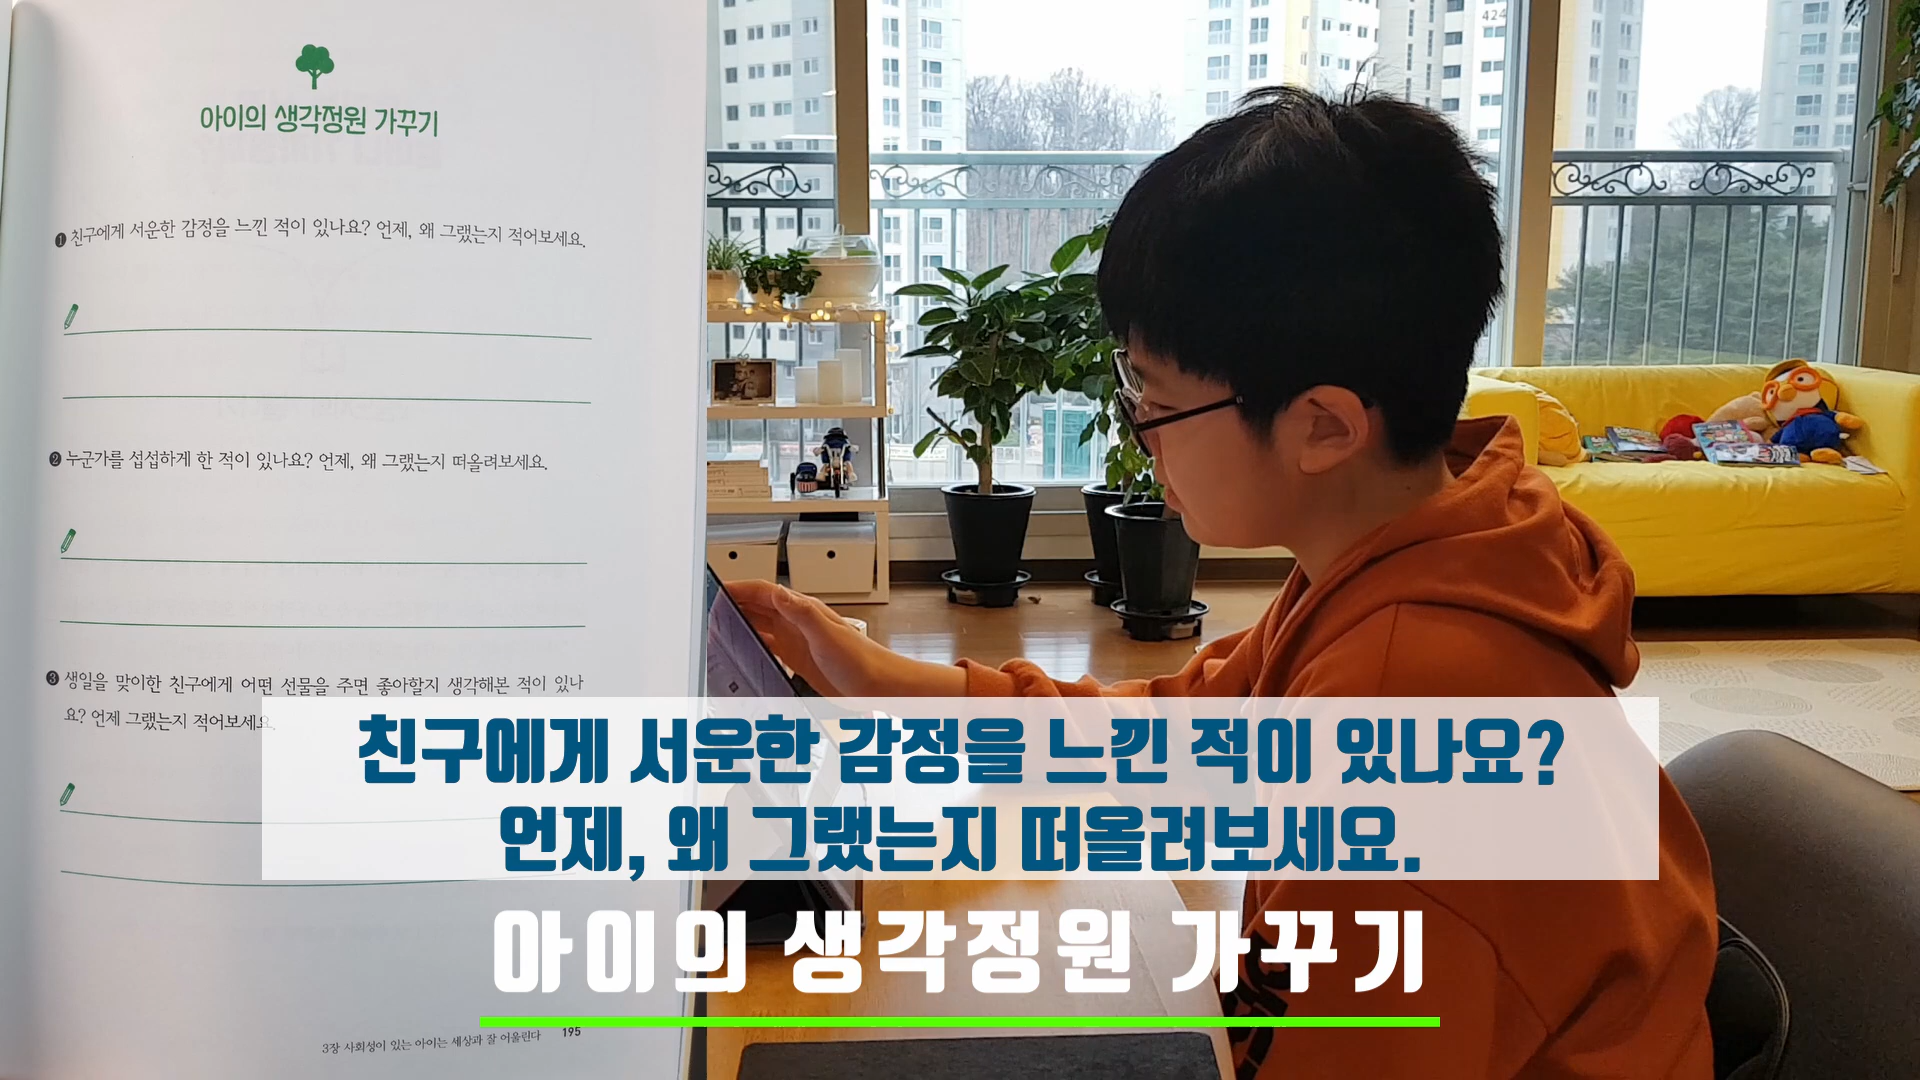 아이의 생각정원 가꾸기
❶ 친구에게 서운한 감정을 느낀 적이 있나요? 언제, 왜 그랬는지 적어보세요.
❷ 누군가를 섭섭하게 한 적이 있나요? 언제, 왜 그랬는지 떠올려보세요.
❸ 생일을 맞이한 친구에게 어떤 선물을 주면 좋아할지 생각해본 적이 있나
요? 언제 그랬는지 적어보세요.
3장 사회성이 있는 아이는 세상과 잘 어울린다 195
424
친구에게 서운한 감정을 느낀 적이 있나요?
언제, 왜 그랬는지 떠올려보세요.
아이의 생각정원 가꾸기